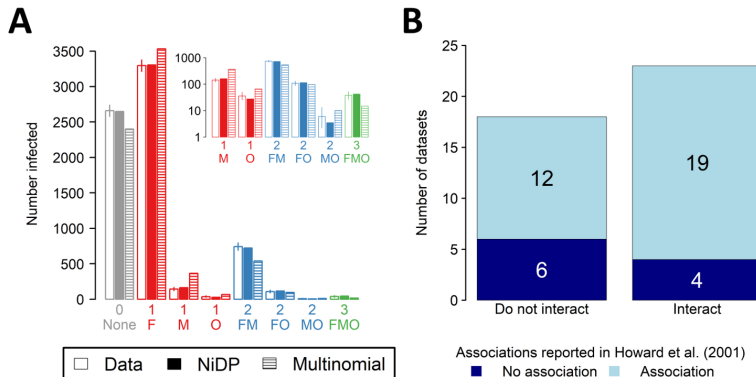 A
Number infected
3500
3000
2500
2000
1500
1000
500
0
1000
100
10
1
1 1 2 2 2 3
M O FM FO MO FMO
0 1 1 1 2 2 2 3
None F M O FM FO MO FMO
Data NiDP Multinomial
B
Number of datasets
25
20
15
10
5
0
12
6
19
4
Do not interact Interact
Associations reported in Howard et al. (2001)
No association Association